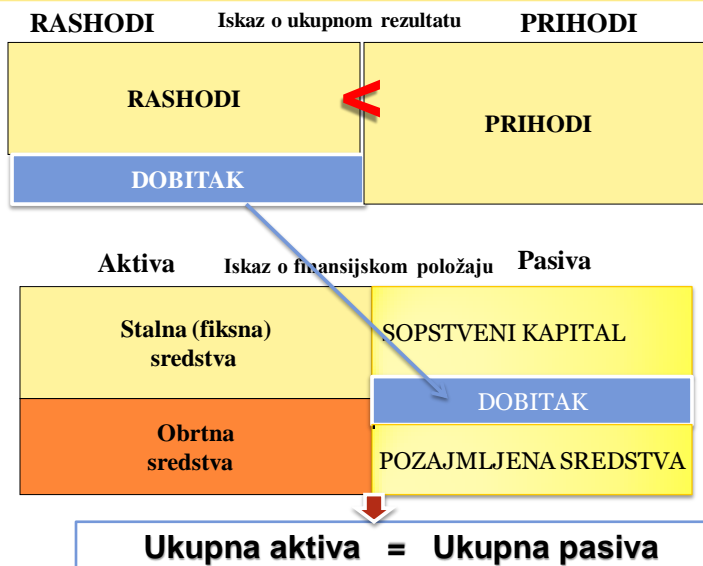 RASHODI
Iskaz o ukupnom rezultatu
PRIHODI
RASHODI
<
PRIHODI
DOBITAK
Aktiva
Iskaz o finansijskom položaju
Pasiva
Stalna (fiksna)
sredstva
SOPSTVENI KAPITAL
DOBITAK
Obrtna
sredstva
POZAJMLJENA SREDSTVA
Ukupna aktiva = Ukupna pasiva